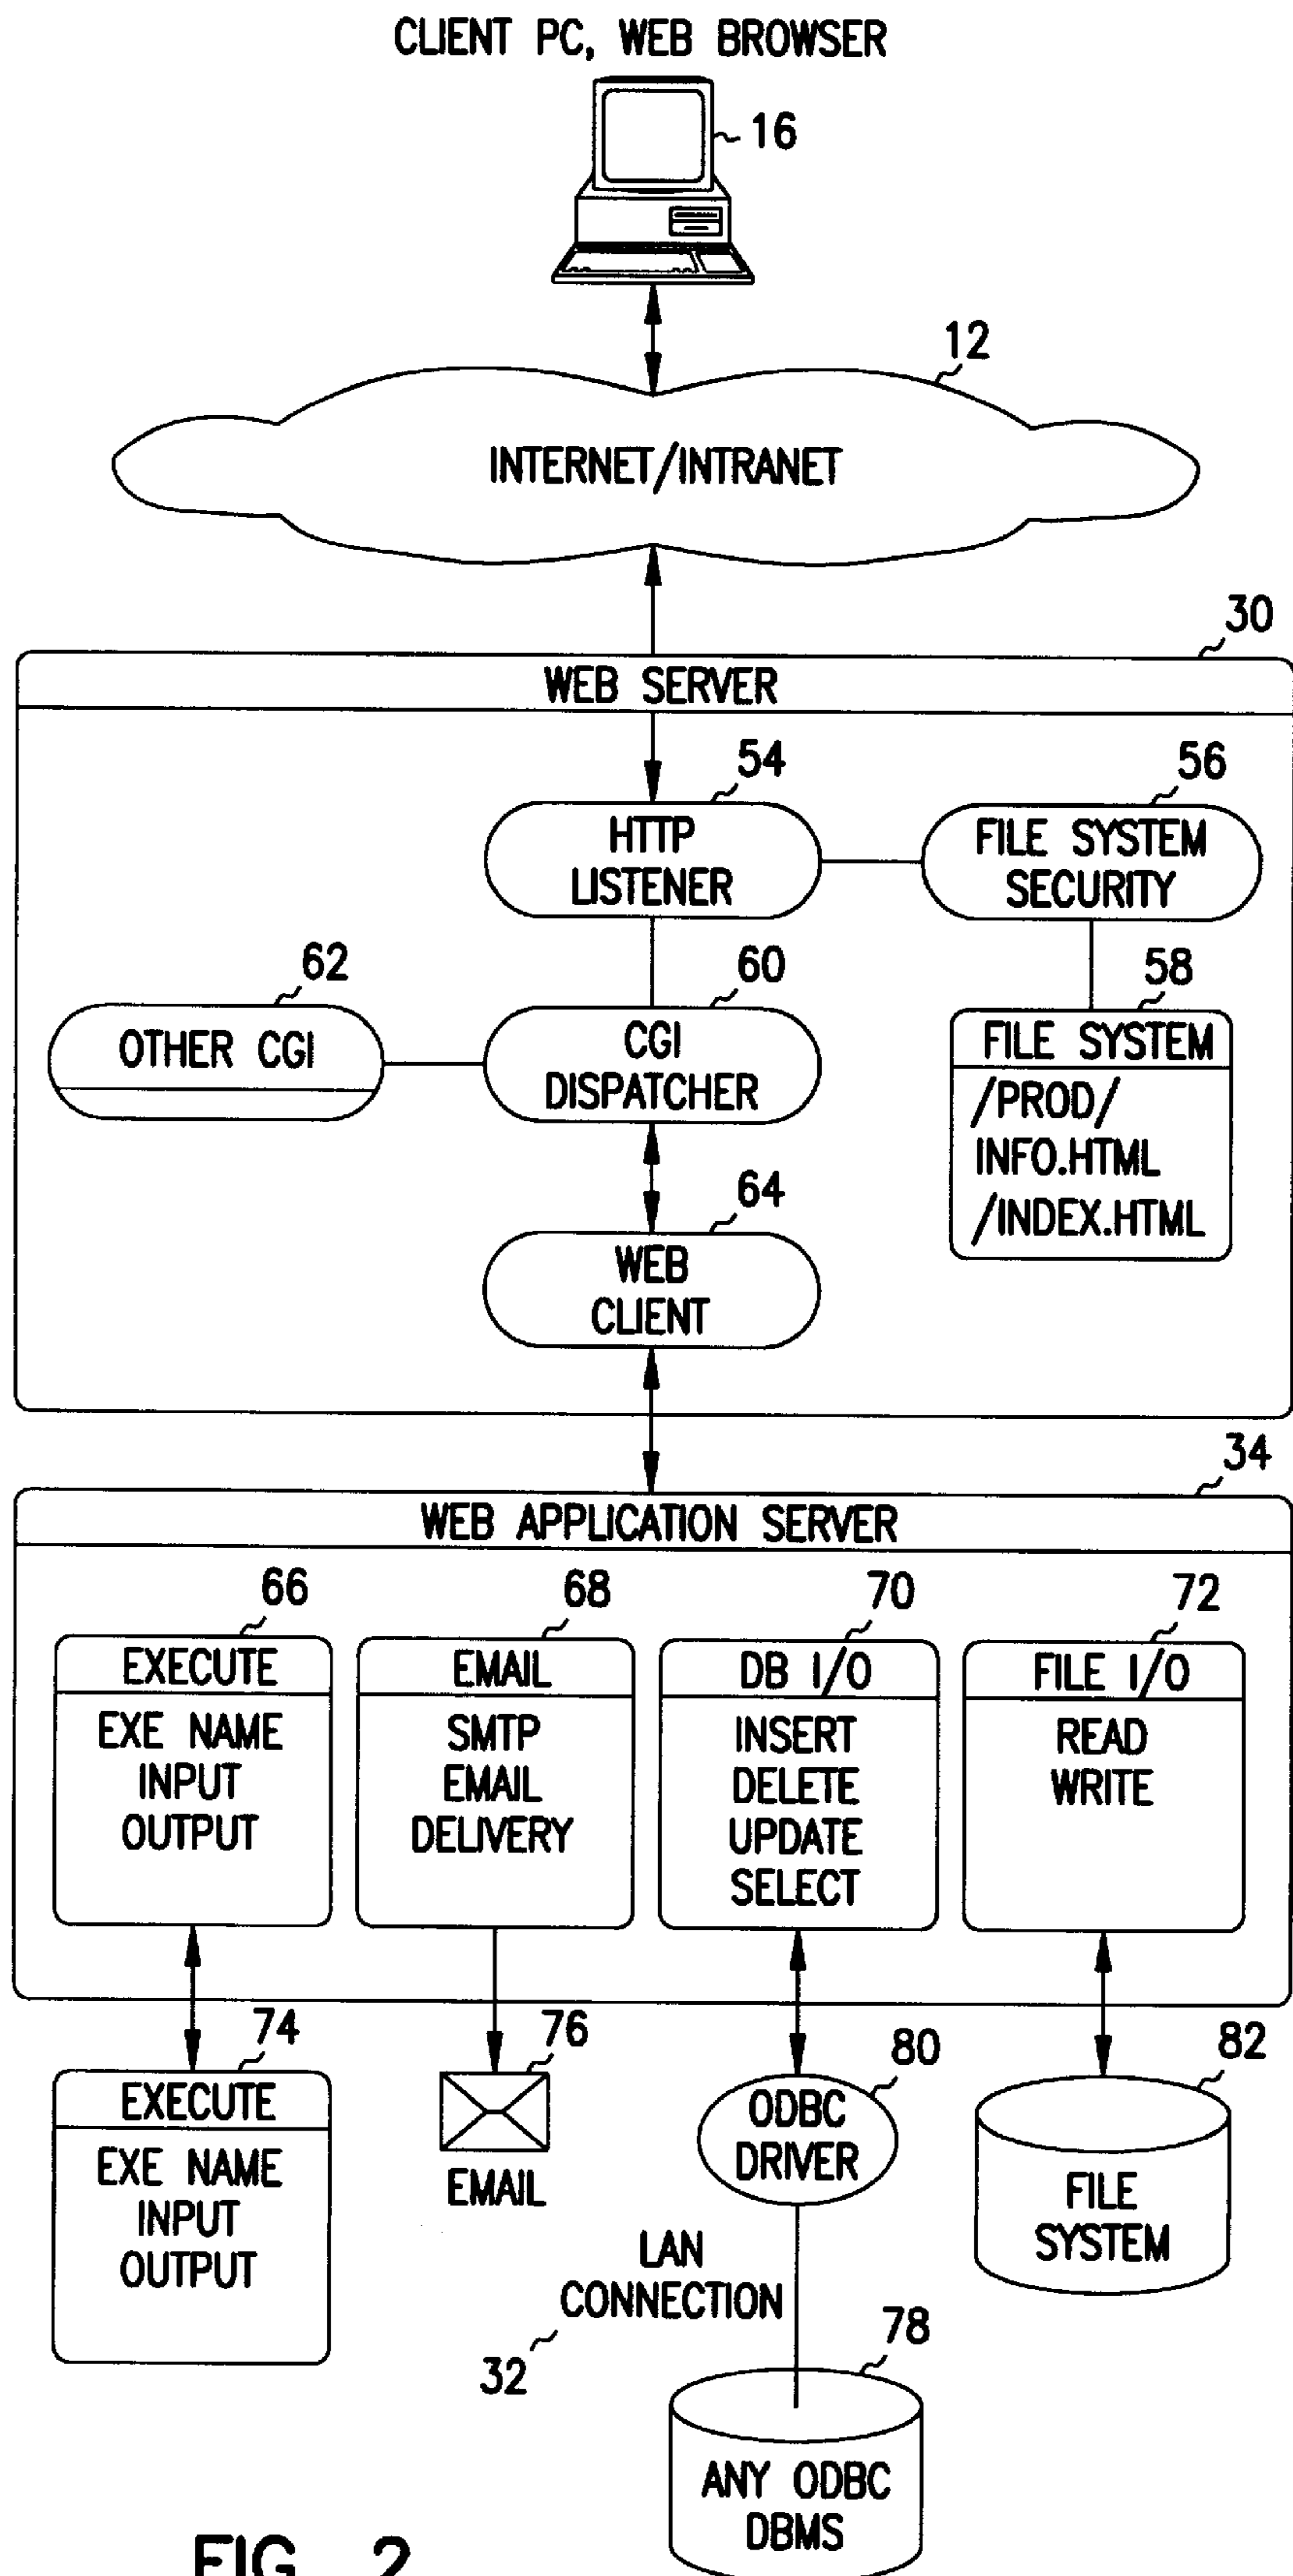 CLIENT PC, WEB BROWSER
16
12
INTERNET/INTRANET
30
WEB SERVER
54
56
HTTP
LISTENER
FILE SYSTEM
SECURITY
62
60
58
OTHER CGI
CGI
DISPATCHER
FILE SYSTEM
/PROD/
INFO.HTML
/INDEX.HTML
64
WEB
CLIENT
34
WEB APPLICATION SERVER
66
68
70
72
EXECUTE
EXE NAME
INPUT
OUTPUT
EMAIL
SMTP
EMAIL
DELIVERY
DB I/O
INSERT
DELETE
UPDATE
SELECT
FILE I/O
READ
WRITE
74
76
80
82
EXECUTE
EXE NAME
INPUT
OUTPUT
EMAIL
ODBC
DRIVER
FILE
SYSTEM
LAN
CONNECTION
32
78
ANY ODBC
DBMS
FIG. 2